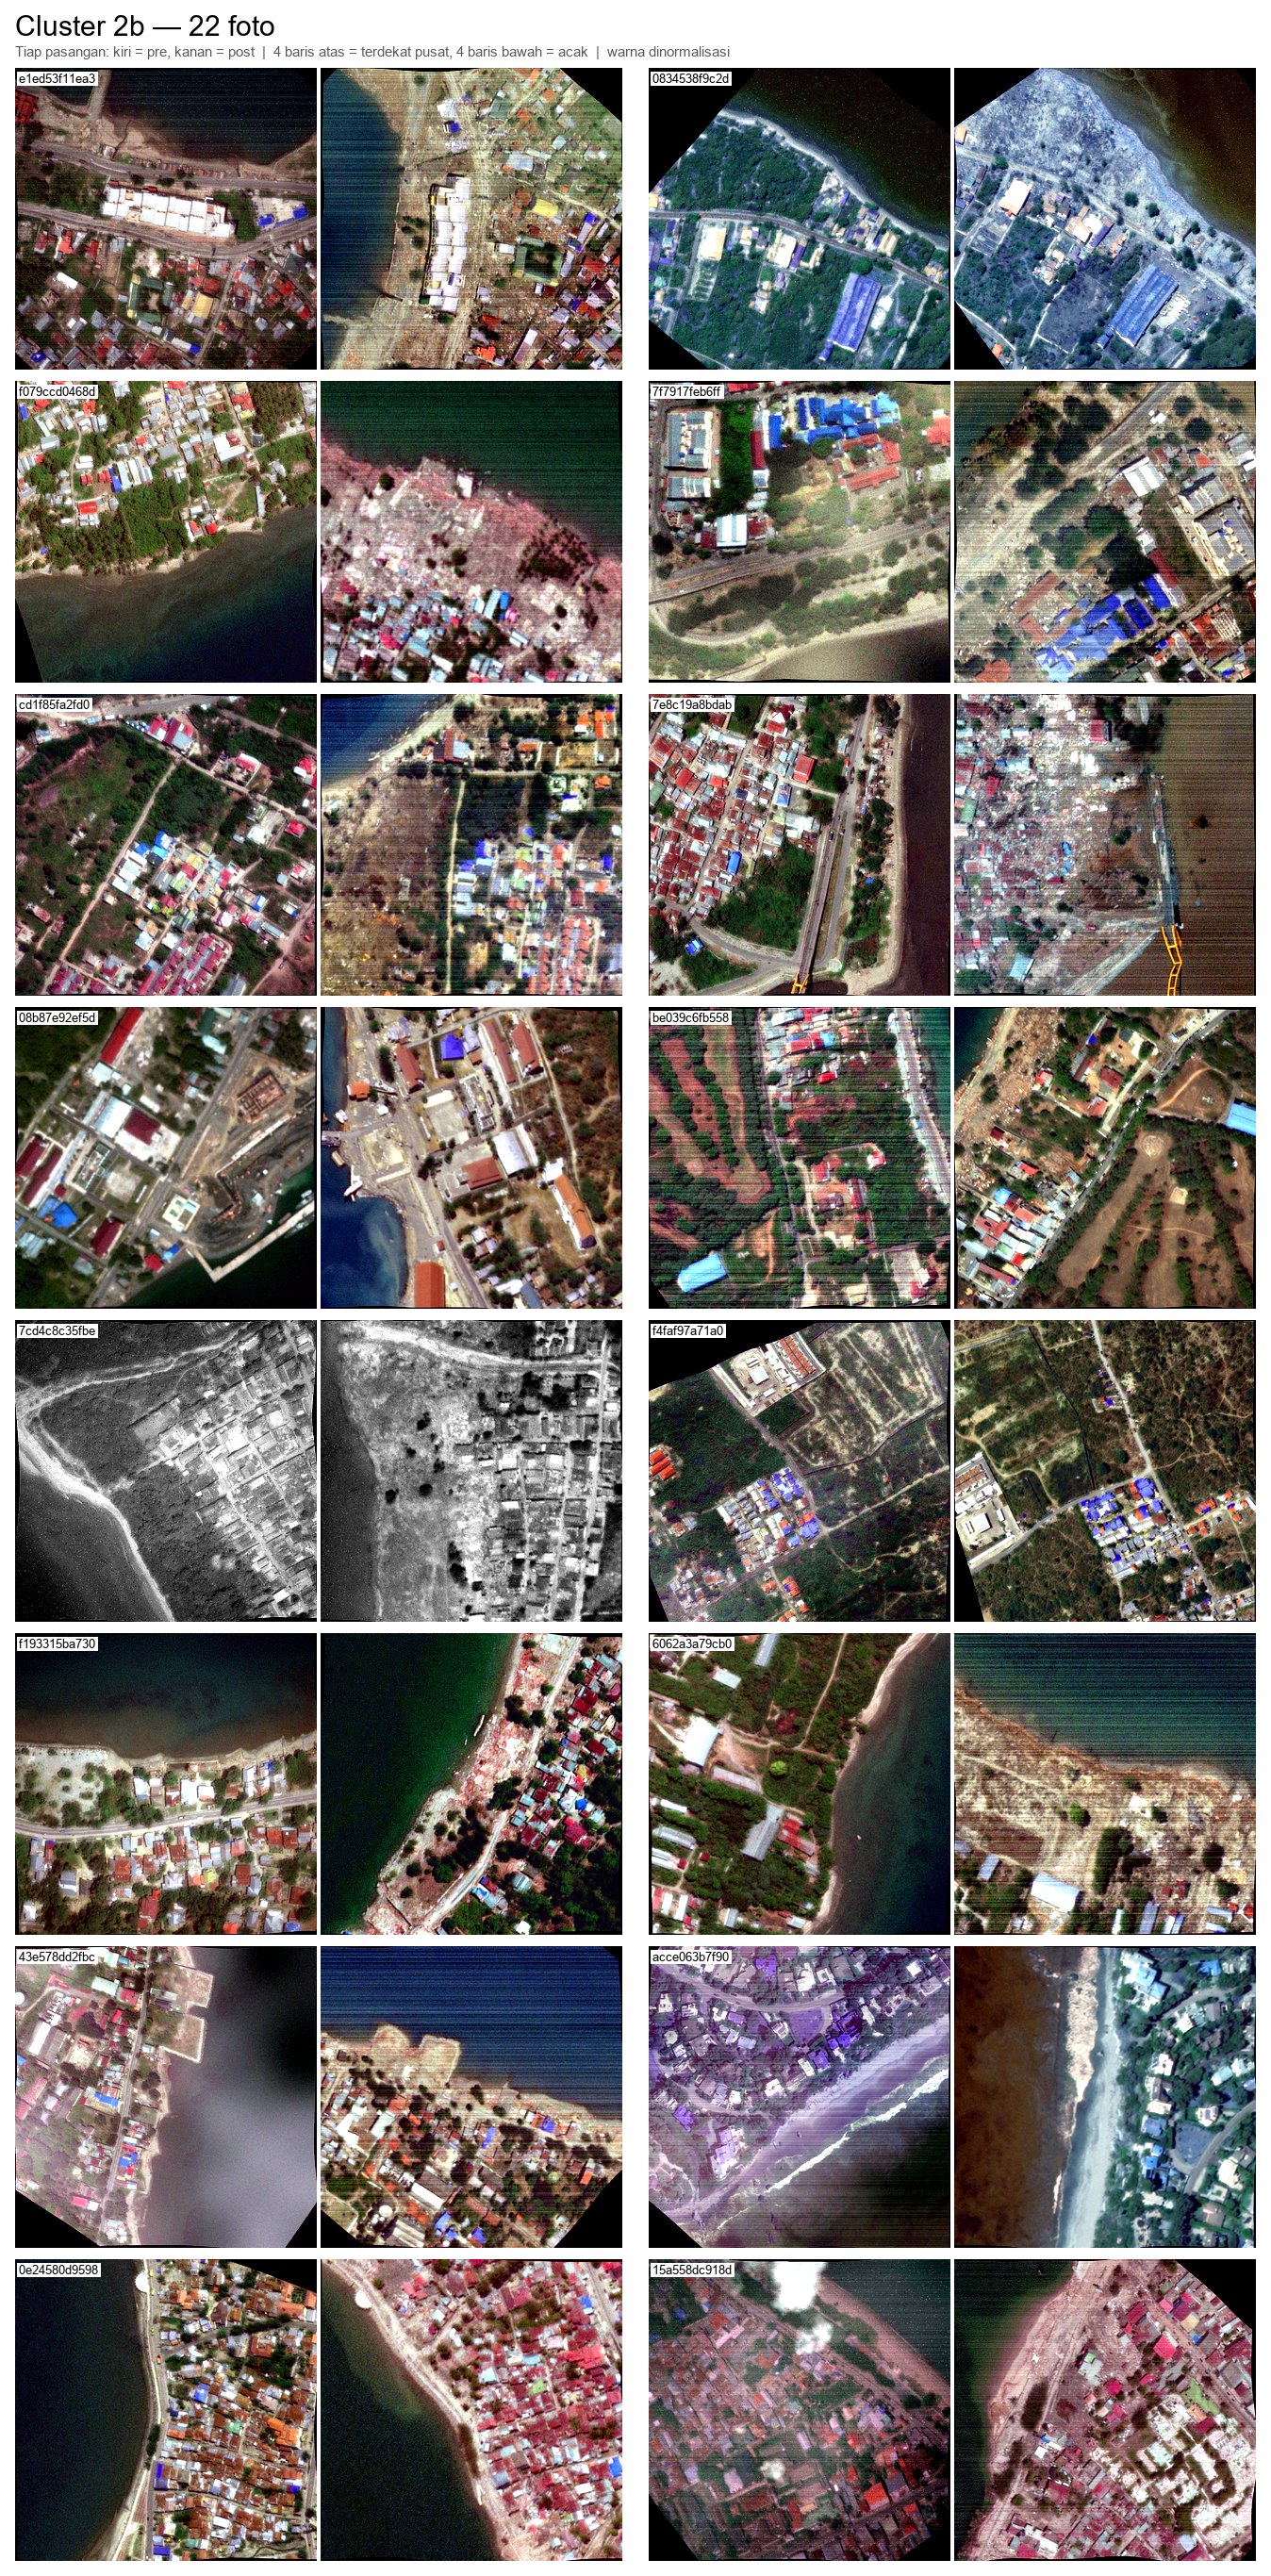 Cluster 2b — 22 foto
Tiap pasangan: kiri = pre, kanan = post | 4 baris atas = terdekat pusat, 4 baris bawah = acak | warna dinormalisasi
e1ed53f11ea3
0834538f9c2d
f079ccd0468d
7f7917feb6ff
cd1f85fa2fd0
7e8c19a8bdab
08b87e92ef5d
be039c6fb558
7cd4c8c35fbe
f4faf97a71a0
f193315ba730
6062a3a79cb0
43e578dd2fbc
acce063b7f90
0e24580d9598
15a558dc918d